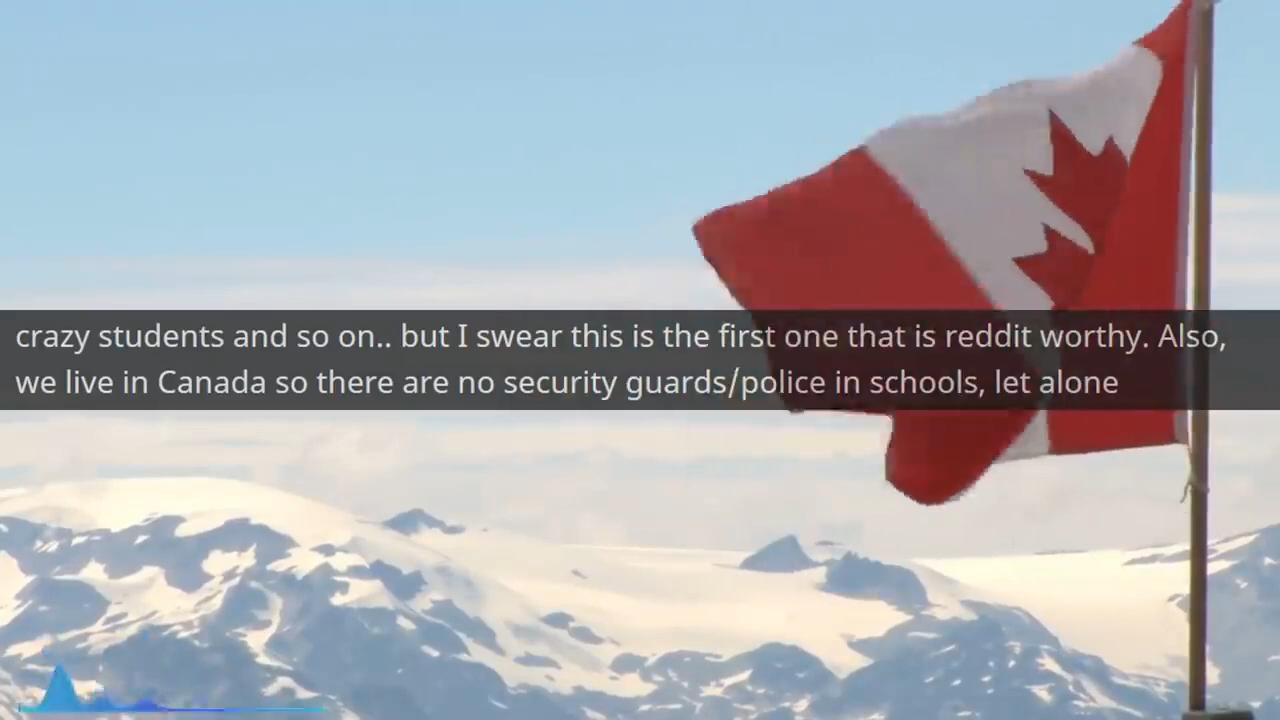 crazy students and so on.. but I swear this is the first one that is reddit worthy. Also,
we live in Canada so there are no security guards/police in schools, let alone